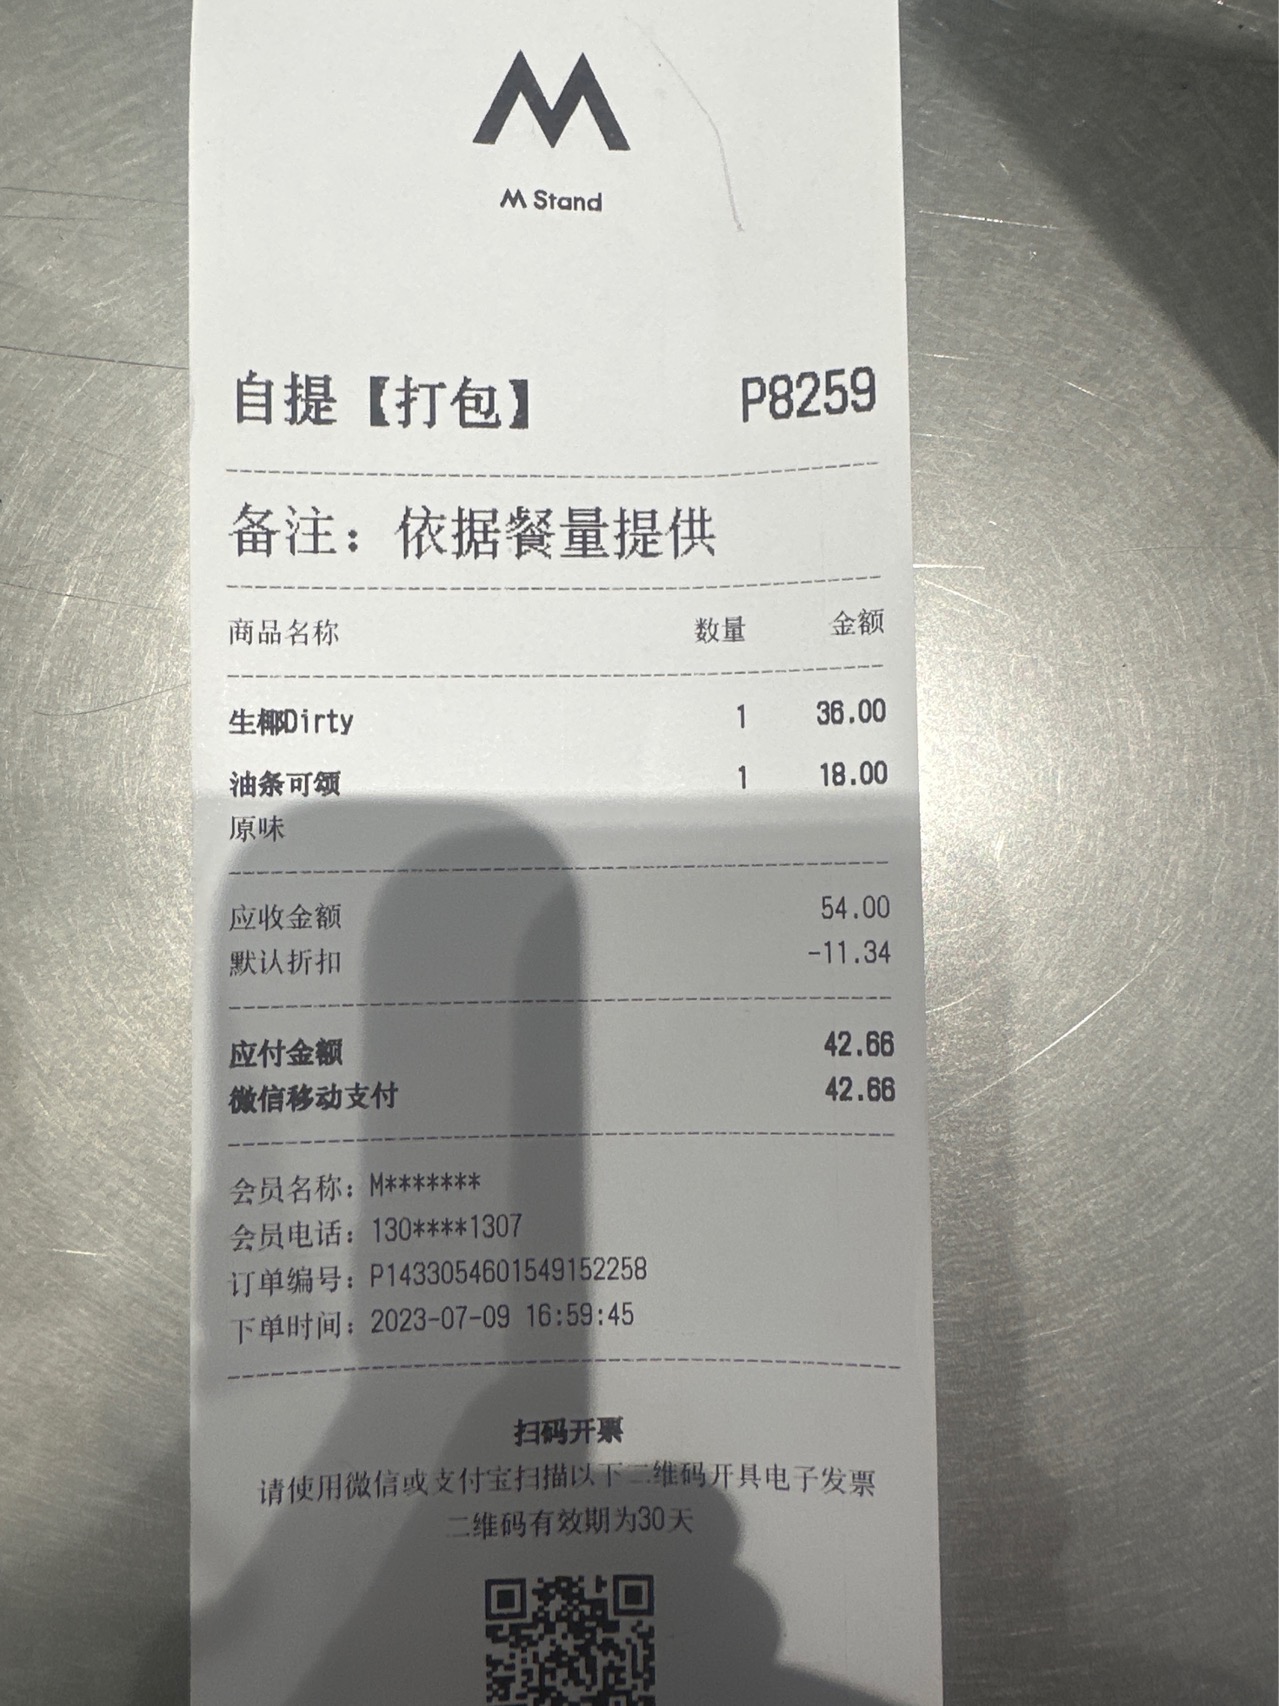 M Stand
自提【打包】 P8259
备注：依据餐量提供
商品名称 数量 金额
生椰Dirty 1 36.00
油条可颂 1 18.00
原味
应收金额 54.00
默认折扣 -11.34
应付金额 42.66
微信移动支付 42.66
会员名称：M*******
会员电话：130****1307
订单编号：P1433054601549152258
下单时间：2023-07-09 16:59:45
扫码开票
请使用微信或支付宝扫描以下二维码开具电子发票
二维码有效期为30天